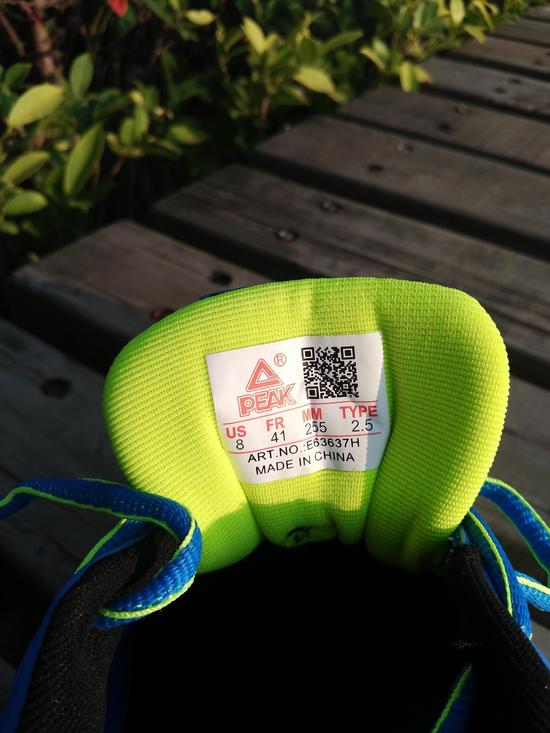 ®
PEAK
US FR MM TYPE
8 41 255 2.5
ART.NO.:E63637H
MADE IN CHINA